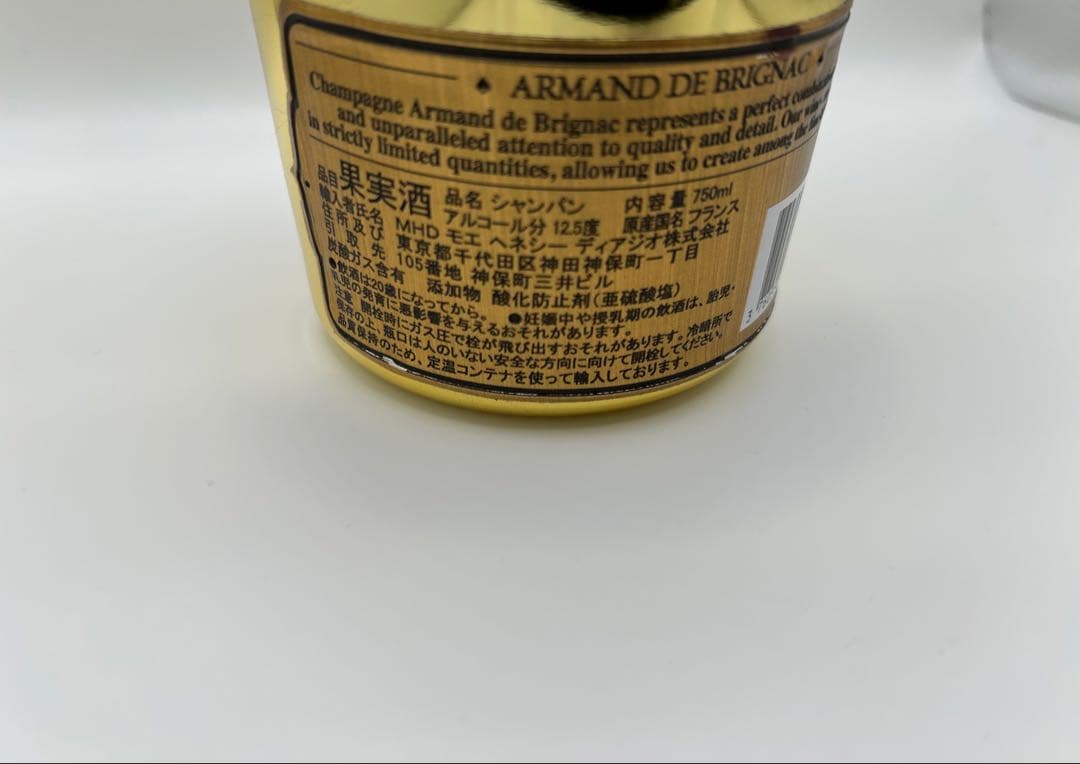 ♠ ARMAND DE BRIGNAC ♠
Champagne Armand de Brignac represents a perfect
and unparalleled attention to quality and detail. Our
in strictly limited quantities, allowing us to create among the
品目 果実酒 品名 シャンパン 内容量 750ml
アルコール分 12.5度 原産国名 フランス
輸入者氏名 MHD モエ ヘネシー ディアジオ株式会社
住所及び 東京都千代田区神田神保町一丁目
引取先 105番地 神保町三井ビル
炭酸ガス含有 添加物 酸化防止剤(亜硫酸塩)
●飲酒は20歳になってから。 ●妊娠中や授乳期の飲酒は、胎児・
乳児の発育に悪影響を与えるおそれがあります。
注意 開栓時にガス圧で栓が飛び出すおそれがあります。冷暗所で
保存の上、瓶口は人のいない安全な方向に向けて開栓してください。
品質保持のため、定温コンテナを使って輸入しております。